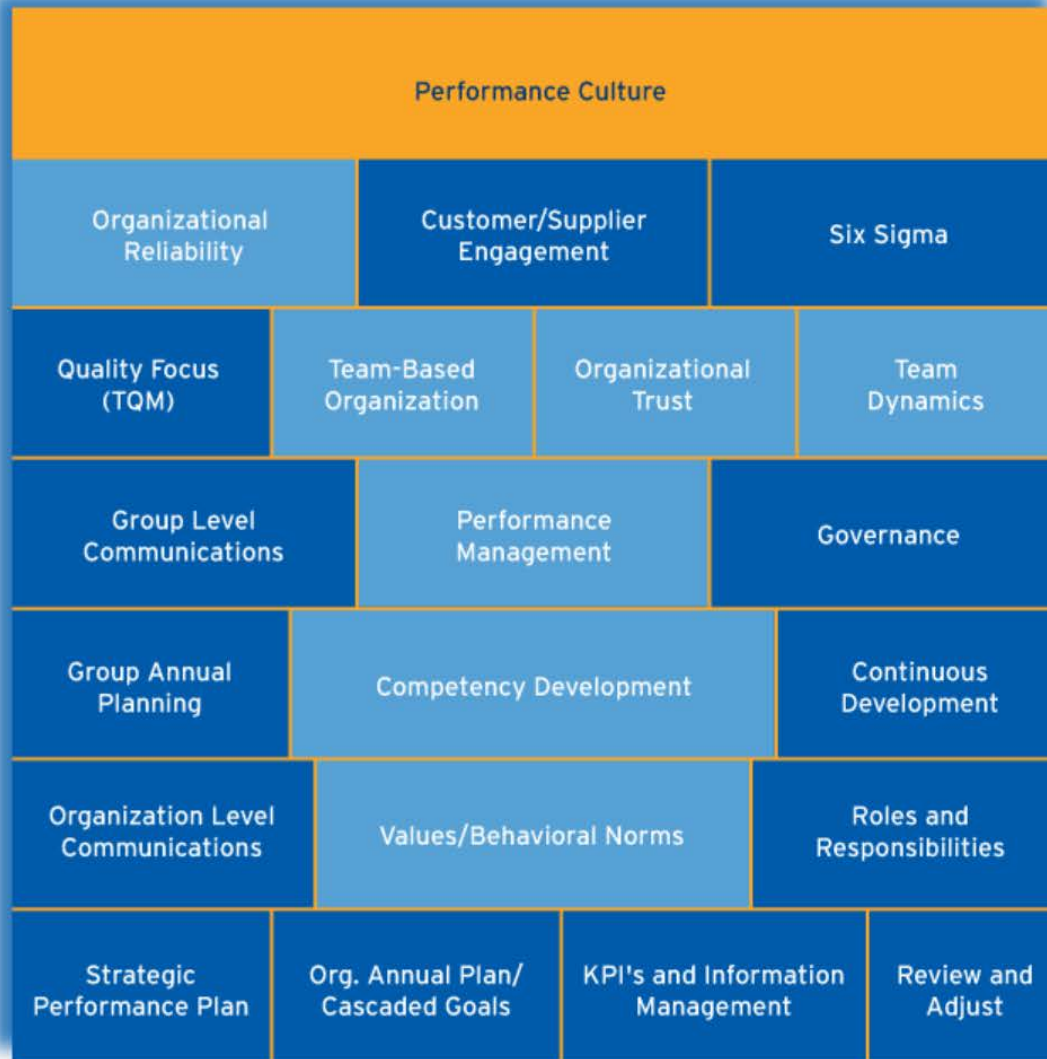 Performance Culture
Organizational
Reliability
Customer/Supplier
Engagement
Six Sigma
Quality Focus
(TQM)
Team-Based
Organization
Organizational
Trust
Team
Dynamics
Group Level
Communications
Performance
Management
Governance
Group Annual
Planning
Competency Development
Continuous
Development
Organization Level
Communications
Values/Behavioral Norms
Roles and
Responsibilities
Strategic
Performance Plan
Org. Annual Plan/
Cascaded Goals
KPI's and Information
Management
Review and
Adjust